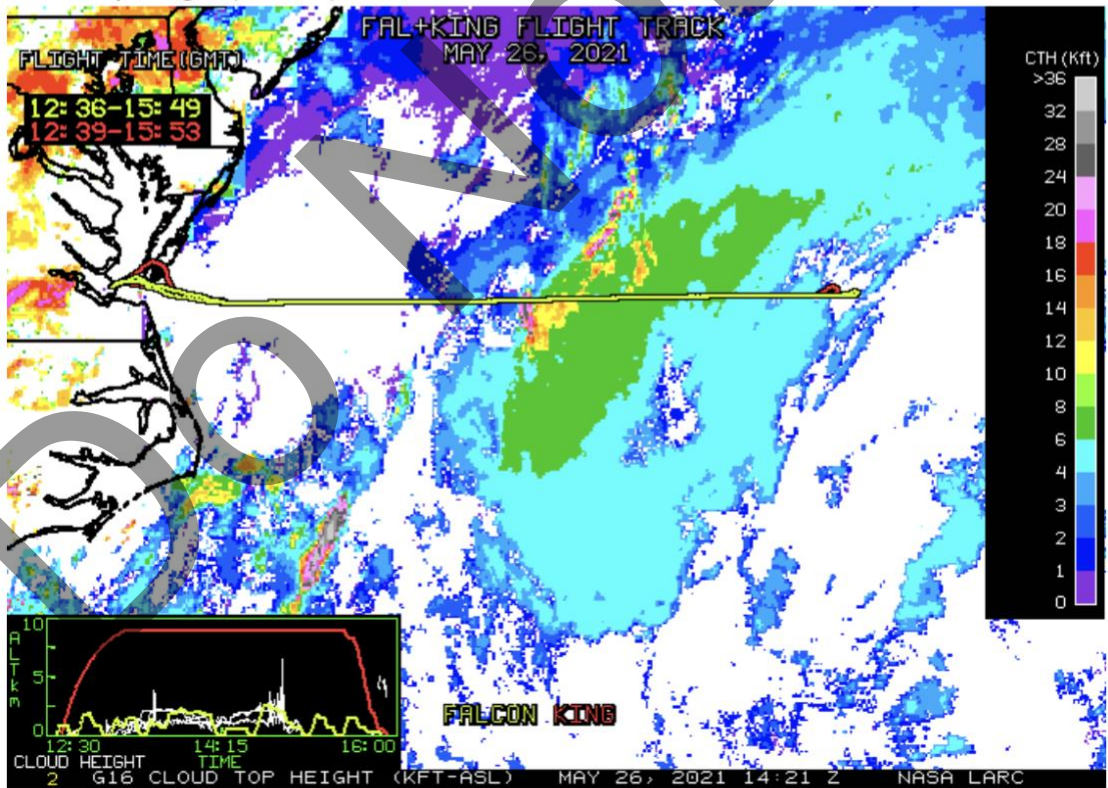 FAL+KING FLIGHT TRACK
MAY 26, 2021
FLIGHT TIME(GMT)
12:36-15:49
12:39-15:53
CTH (Kft)
>36
32
28
24
20
18
16
14
12
10
8
6
4
3
2
1
0
ALT km
10
5
0
12:30 14:15 16:00
CLOUD HEIGHT TIME
FALCON KING
2 G16 CLOUD TOP HEIGHT (KFT-ASL) MAY 26, 2021 14:21 Z NASA LARC